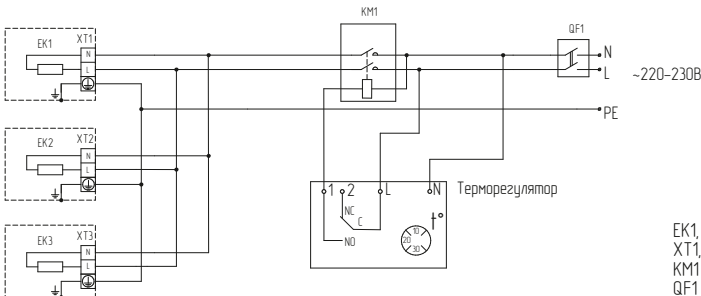 KM1
QF1
EK1 XT1
N
L
N
L ~220-230В
PE
EK2 XT2
N
L
1 2 L N Терморегулятор
NC
C
NO
t°
10
20
30
EK3 XT3
N
L
EK1,
XT1,
KM1
QF1